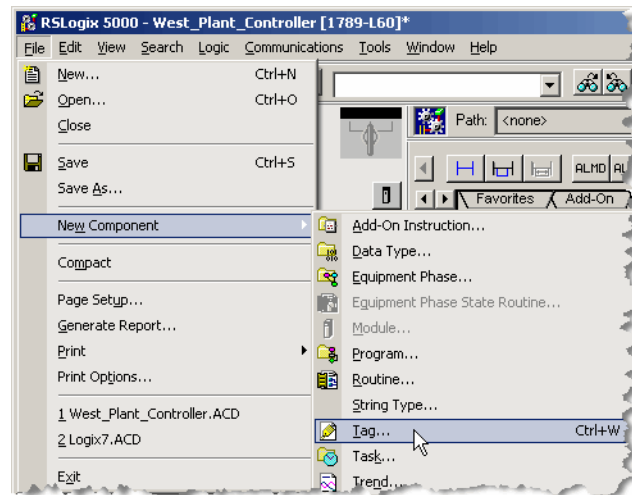 RSLogix 5000 - West_Plant_Controller [1789-L60]*
File Edit View Search Logic Communications Tools Window Help
New... Ctrl+N
Open... Ctrl+O
Close
Save Ctrl+S
Save As...
New Component
Compact
Page Setup...
Generate Report...
Print
Print Options...
1 West_Plant_Controller.ACD
2 Logix7.ACD
Exit
Path: <none>
ALMD
Favorites Add-On
Add-On Instruction...
Data Type...
Equipment Phase...
Equipment Phase State Routine...
Module...
Program...
Routine...
String Type...
Tag... Ctrl+W
Task...
Trend...